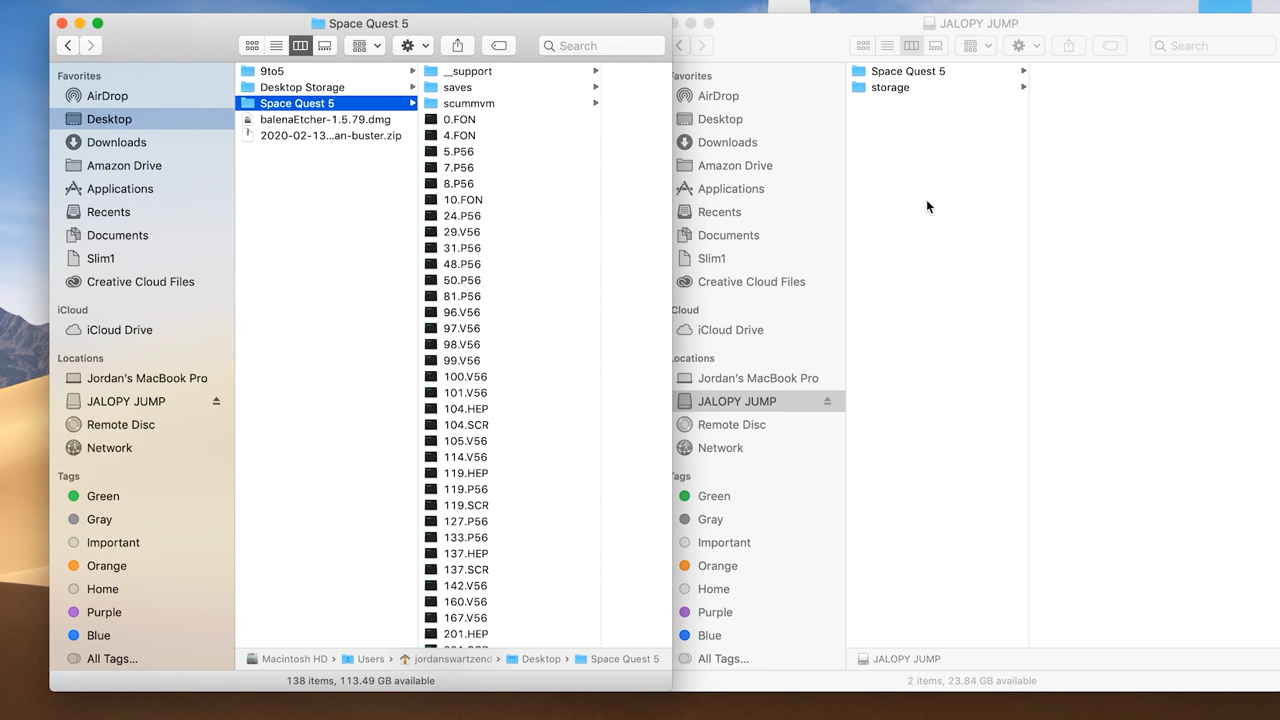 Space Quest 5
Search
Favorites
AirDrop
Desktop
Downloads
Amazon Drive
Applications
Recents
Documents
Slim1
Creative Cloud Files
iCloud
iCloud Drive
Locations
Jordan's MacBook Pro
JALOPY JUMP
Remote Disc
Network
Tags
Green
Gray
Important
Orange
Home
Purple
Blue
All Tags...
9to5
Desktop Storage
Space Quest 5
balenaEtcher-1.5.79.dmg
2020-02-13...an-buster.zip
__support
saves
scummvm
0.FON
4.FON
5.P56
7.P56
8.P56
10.FON
24.P56
29.V56
31.P56
48.P56
50.P56
81.P56
96.V56
97.V56
98.V56
99.V56
100.V56
101.V56
104.HEP
104.SCR
105.V56
114.V56
119.HEP
119.P56
119.SCR
127.P56
133.P56
137.HEP
137.SCR
142.V56
160.V56
167.V56
201.HEP
Macintosh HD › Users › jordanswartzend › Desktop › Space Quest 5
138 items, 113.49 GB available
JALOPY JUMP
Search
avorites
AirDrop
Desktop
Downloads
Amazon Drive
Applications
Recents
Documents
Slim1
Creative Cloud Files
Cloud
iCloud Drive
ocations
Jordan's MacBook Pro
JALOPY JUMP
Remote Disc
Network
ags
Green
Gray
Important
Orange
Home
Purple
Blue
All Tags...
Space Quest 5
storage
JALOPY JUMP
2 items, 23.84 GB available